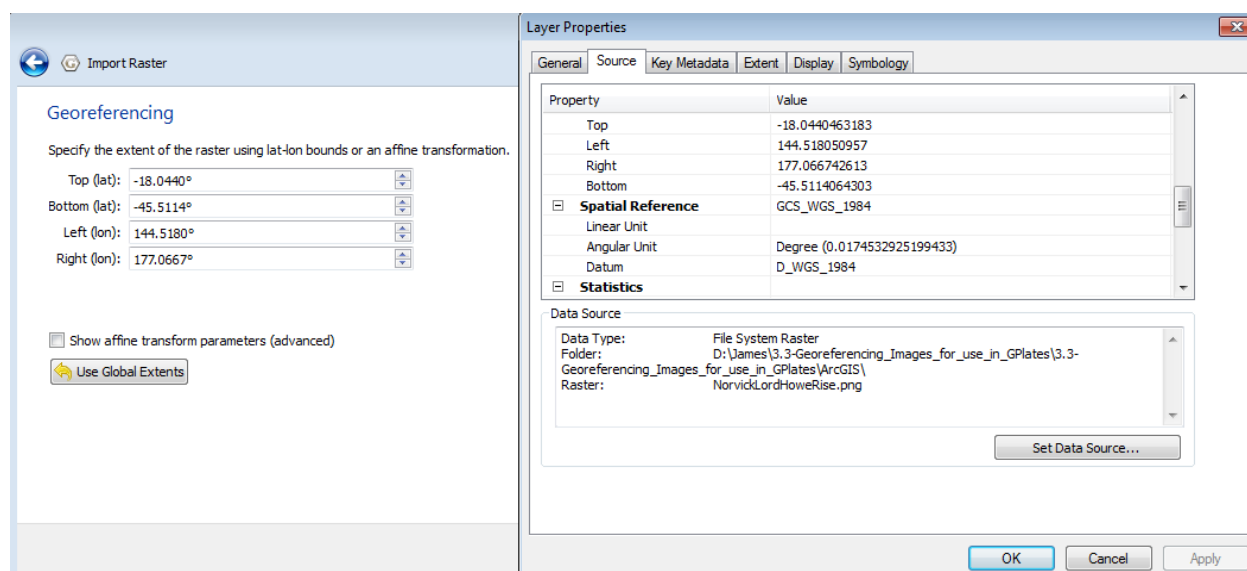 Import Raster
Georeferencing
Specify the extent of the raster using lat-lon bounds or an affine transformation.
Top (lat): -18.0440°
Bottom (lat): -45.5114°
Left (lon): 144.5180°
Right (lon): 177.0667°
Show affine transform parameters (advanced)
Use Global Extents
Layer Properties
General Source Key Metadata Extent Display Symbology
Property Value
Top -18.0440463183
Left 144.518050957
Right 177.066742613
Bottom -45.5114064303
Spatial Reference GCS_WGS_1984
Linear Unit
Angular Unit Degree (0.0174532925199433)
Datum D_WGS_1984
Statistics
Data Source
Data Type: File System Raster
Folder: D:\James\3.3-Georeferencing_Images_for_use_in_GPlates\3.3-
Georeferencing_Images_for_use_in_GPlates\ArcGIS\
Raster: NorvickLordHoweRise.png
Set Data Source...
OK Cancel Apply